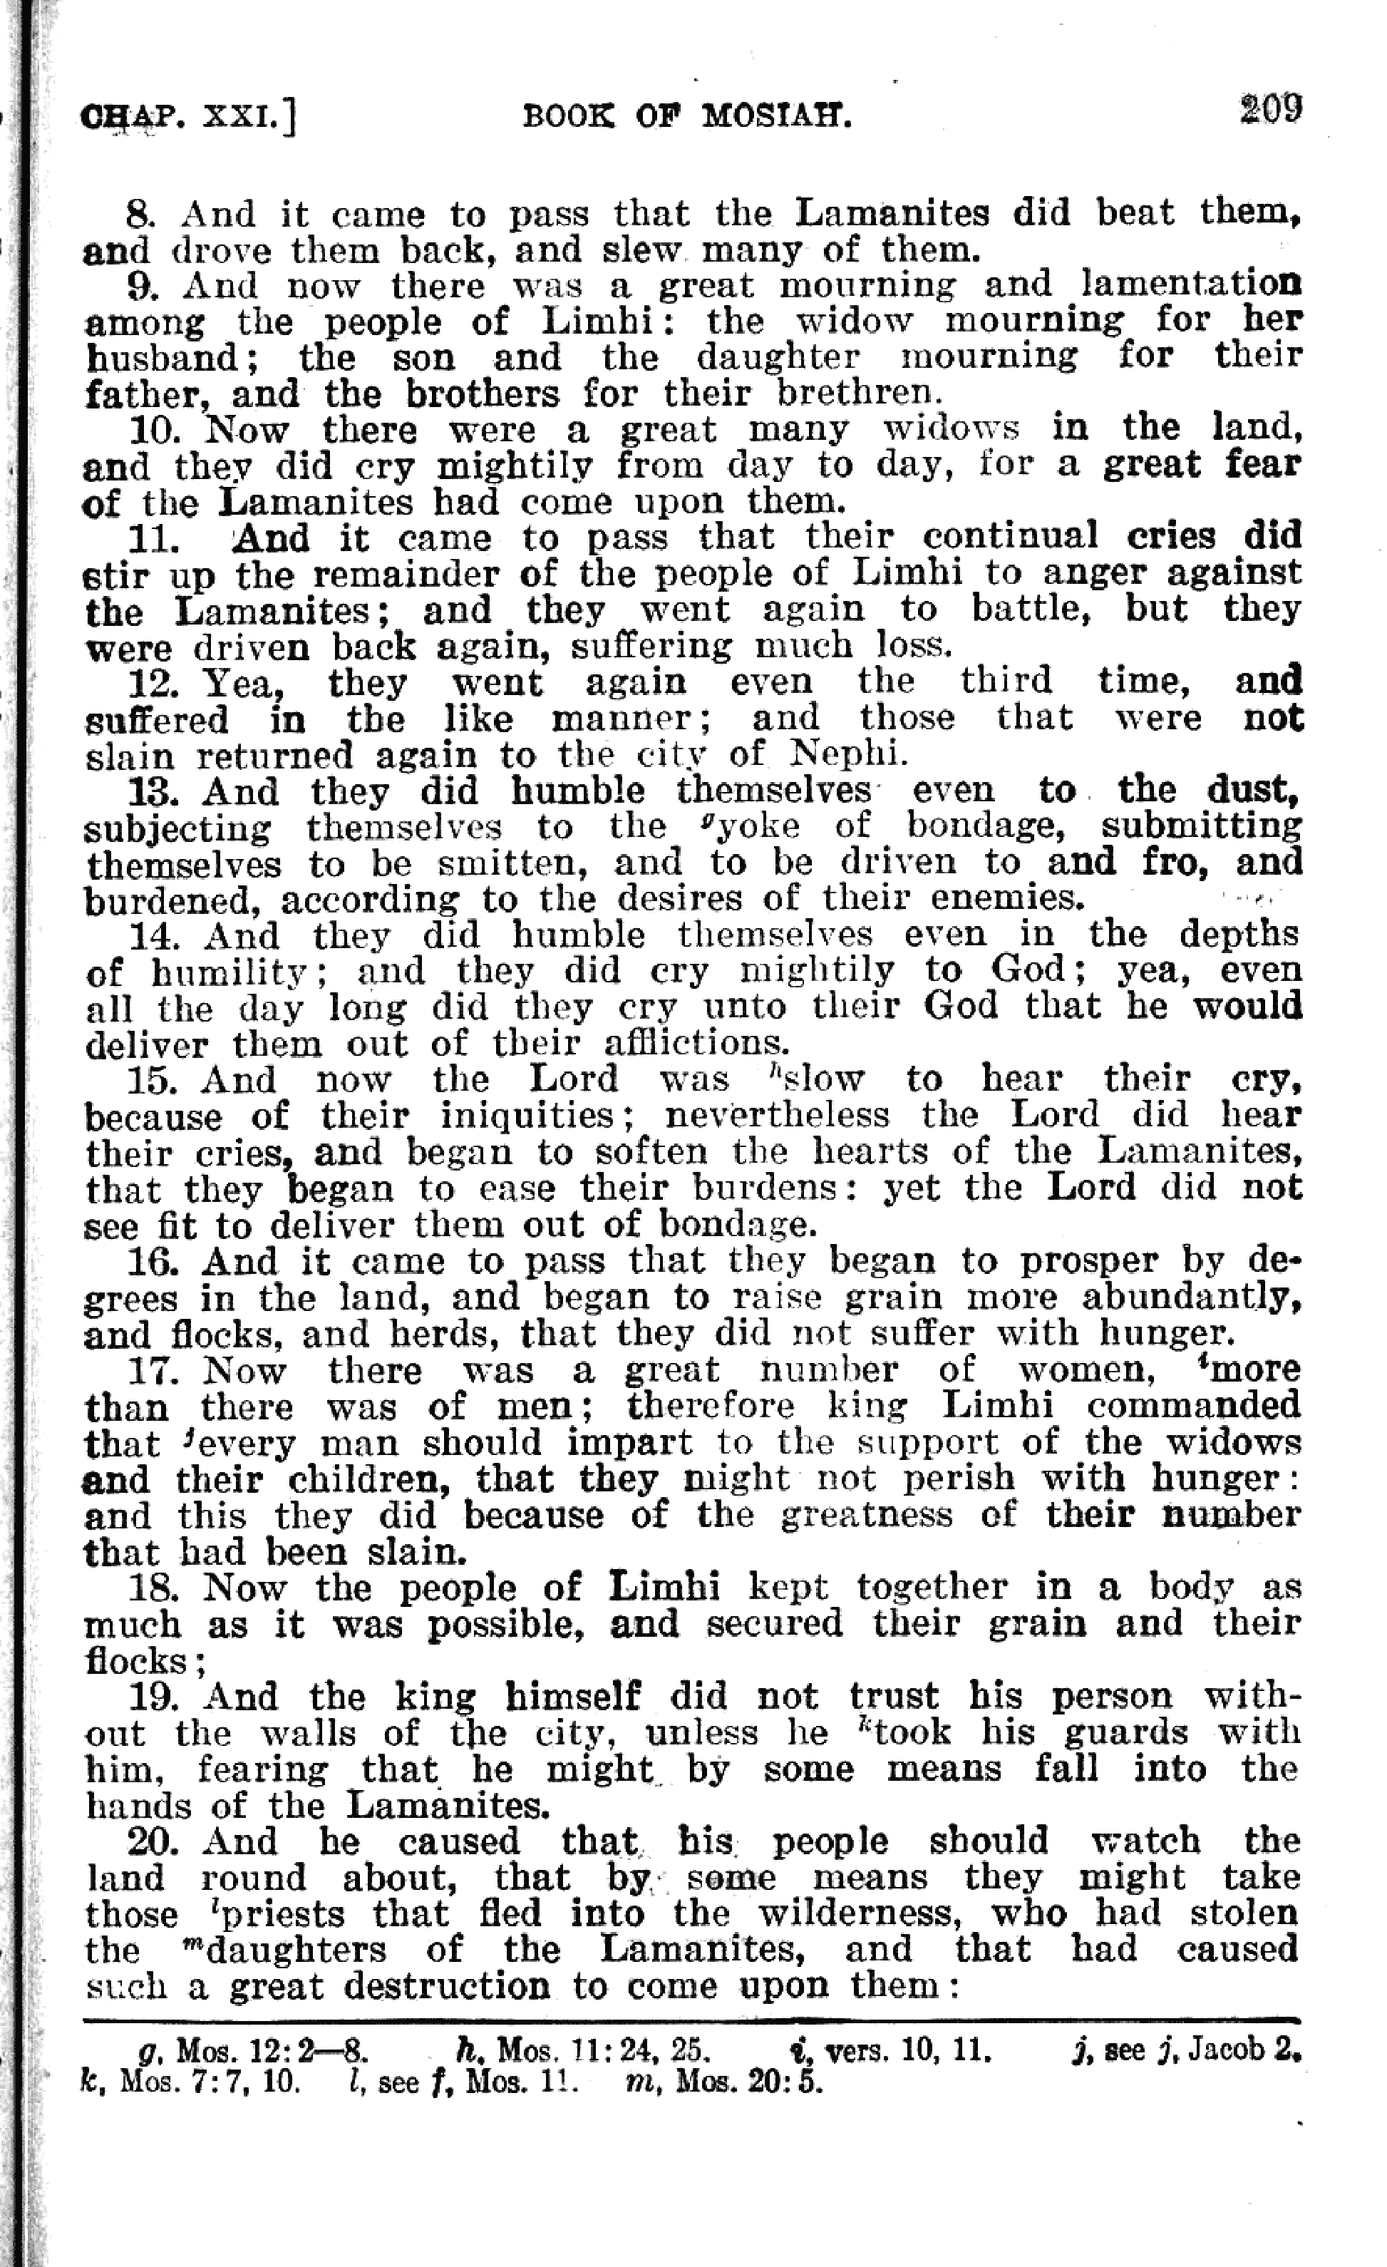 CHAP. XXI.] BOOK OF MOSIAH. 209
8. And it came to pass that the Lamanites did beat them,
and drove them back, and slew many of them.
9. And now there was a great mourning and lamentation
among the people of Limhi: the widow mourning for her
husband; the son and the daughter mourning for their
father, and the brothers for their brethren.
10. Now there were a great many widows in the land,
and they did cry mightily from day to day, for a great fear
of the Lamanites had come upon them.
11. And it came to pass that their continual cries did
stir up the remainder of the people of Limhi to anger against
the Lamanites; and they went again to battle, but they
were driven back again, suffering much loss.
12. Yea, they went again even the third time, and
suffered in the like manner; and those that were not
slain returned again to the city of Nephi.
13. And they did humble themselves even to the dust,
subjecting themselves to the gyoke of bondage, submitting
themselves to be smitten, and to be driven to and fro, and
burdened, according to the desires of their enemies.
14. And they did humble themselves even in the depths
of humility; and they did cry mightily to God; yea, even
all the day long did they cry unto their God that he would
deliver them out of their afflictions.
15. And now the Lord was hslow to hear their cry,
because of their iniquities; nevertheless the Lord did hear
their cries, and began to soften the hearts of the Lamanites,
that they began to ease their burdens: yet the Lord did not
see fit to deliver them out of bondage.
16. And it came to pass that they began to prosper by de-
grees in the land, and began to raise grain more abundantly,
and flocks, and herds, that they did not suffer with hunger.
17. Now there was a great number of women, imore
than there was of men; therefore king Limhi commanded
that jevery man should impart to the support of the widows
and their children, that they might not perish with hunger:
and this they did because of the greatness of their number
that had been slain.
18. Now the people of Limhi kept together in a body as
much as it was possible, and secured their grain and their
flocks;
19. And the king himself did not trust his person with-
out the walls of the city, unless he ktook his guards with
him, fearing that he might by some means fall into the
hands of the Lamanites.
20. And he caused that his people should watch the
land round about, that by some means they might take
those lpriests that fled into the wilderness, who had stolen
the mdaughters of the Lamanites, and that had caused
such a great destruction to come upon them:
g, Mos. 12:2—8. h, Mos. 11:24, 25. i, vers. 10, 11. j, see j, Jacob 2.
k, Mos. 7:7, 10. l, see f, Mos. 11. m, Mos. 20:5.